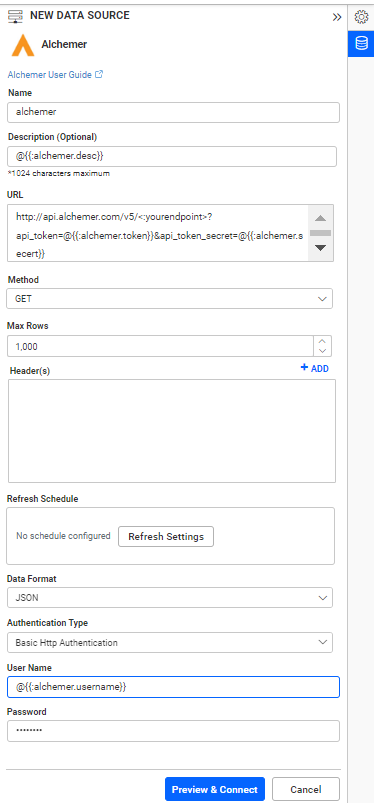 NEW DATA SOURCE
Alchemer
Alchemer User Guide
Name
alchemer
Description (Optional)
@{{:alchemer.desc}}
*1024 characters maximum
URL
http://api.alchemer.com/v5/<:yourendpoint>?
api_token=@{{:alchemer.token}}&api_token_secret=@{{:alchemer.s
ecert}}
Method
GET
Max Rows
1,000
Header(s)
+ ADD
Refresh Schedule
No schedule configured Refresh Settings
Data Format
JSON
Authentication Type
Basic Http Authentication
User Name
@{{:alchemer.username}}
Password
••••••••
Preview & Connect Cancel